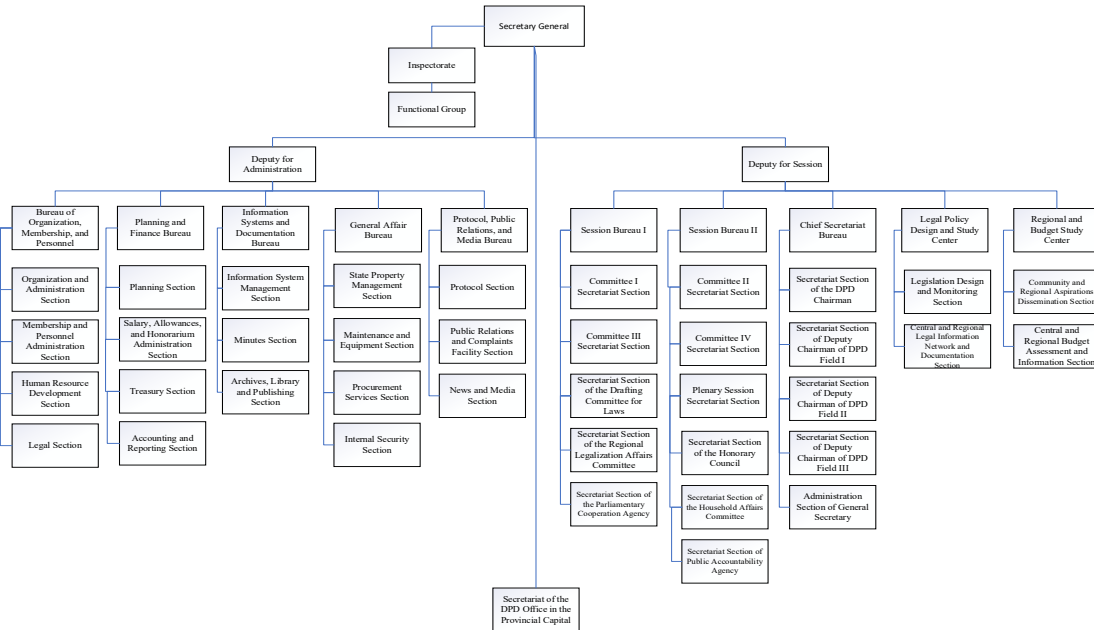 Secretary General
Inspectorate
Functional Group
Deputy for
Administration
Deputy for Session
Bureau of
Organization,
Membership, and
Personnel
Planning and
Finance Bureau
Information
Systems and
Documentation
Bureau
General Affair
Bureau
Protocol, Public
Relations, and
Media Bureau
Session Bureau I
Session Bureau II
Chief Secretariat
Bureau
Legal Policy
Design and Study
Center
Regional and
Budget Study
Center
Organization and
Administration
Section
Planning Section
Information System
Management
Section
State Property
Management
Section
Protocol Section
Committee I
Secretariat Section
Committee II
Secretariat Section
Secretariat Section
of the DPD
Chairman
Legislation Design
and Monitoring
Section
Community and
Regional Aspirations
Dissemination Section
Membership and
Personnel
Administration
Section
Salary, Allowances,
and Honorarium
Administration
Section
Minutes Section
Maintenance and
Equipment Section
Public Relations
and Complaints
Facility Section
Committee III
Secretariat Section
Committee IV
Secretariat Section
Secretariat Section
of Deputy
Chairman of DPD
Field I
Central and Regional
Legal Information
Network and
Documentation
Section
Central and
Regional Budget
Assessment and
Information Section
Human Resource
Development
Section
Treasury Section
Archives, Library
and Publishing
Section
Procurement
Services Section
News and Media
Section
Secretariat Section
of the Drafting
Committee for
Laws
Plenary Session
Secretariat Section
Secretariat Section
of Deputy
Chairman of DPD
Field II
Legal Section
Accounting and
Reporting Section
Internal Security
Section
Secretariat Section
of the Regional
Legalization Affairs
Committee
Secretariat Section
of the Honorary
Council
Secretariat Section
of Deputy
Chairman of DPD
Field III
Secretariat Section of
the Parliamentary
Cooperation Agency
Secretariat Section of
the Household Affairs
Committee
Administration
Section of General
Secretary
Secretariat Section of
Public Accountability
Agency
Secretariat of the
DPD Office in the
Provincial Capital